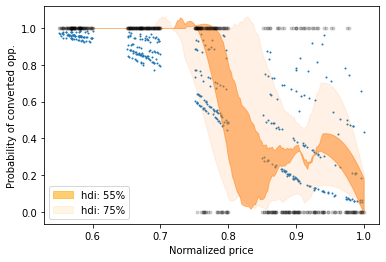 1.0
0.8
0.6
0.4
0.2
0.0
Probability of converted opp.
hdi: 55%
hdi: 75%
0.6 0.7 0.8 0.9 1.0
Normalized price